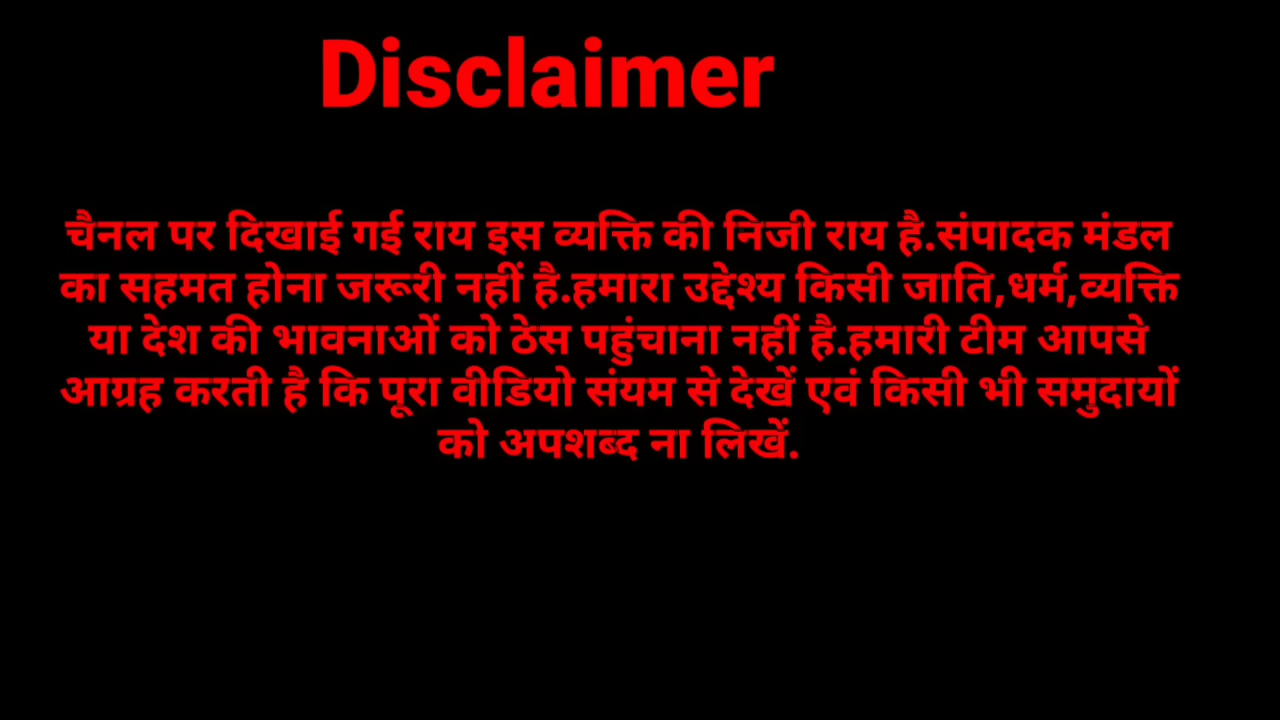 Disclaimer
चैनल पर दिखाई गई राय इस व्यक्ति की निजी राय है.संपादक मंडल
का सहमत होना जरूरी नहीं है.हमारा उद्देश्य किसी जाति,धर्म,व्यक्ति
या देश की भावनाओं को ठेस पहुंचाना नहीं है.हमारी टीम आपसे
आग्रह करती है कि पूरा वीडियो संयम से देखें एवं किसी भी समुदायों
को अपशब्द ना लिखें.